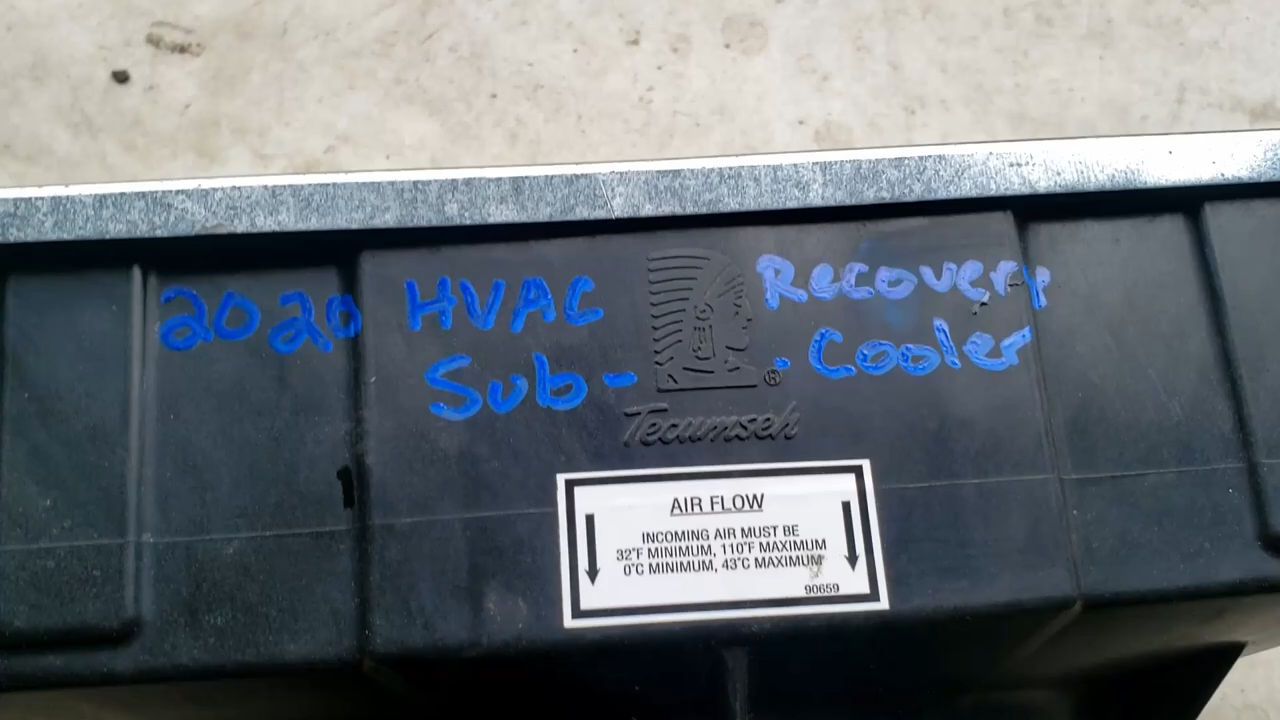 2020 HVAC Recovery
Sub- - Cooler
Tecumseh
AIR FLOW
INCOMING AIR MUST BE
32°F MINIMUM, 110°F MAXIMUM
0°C MINIMUM, 43°C MAXIMUM
90659